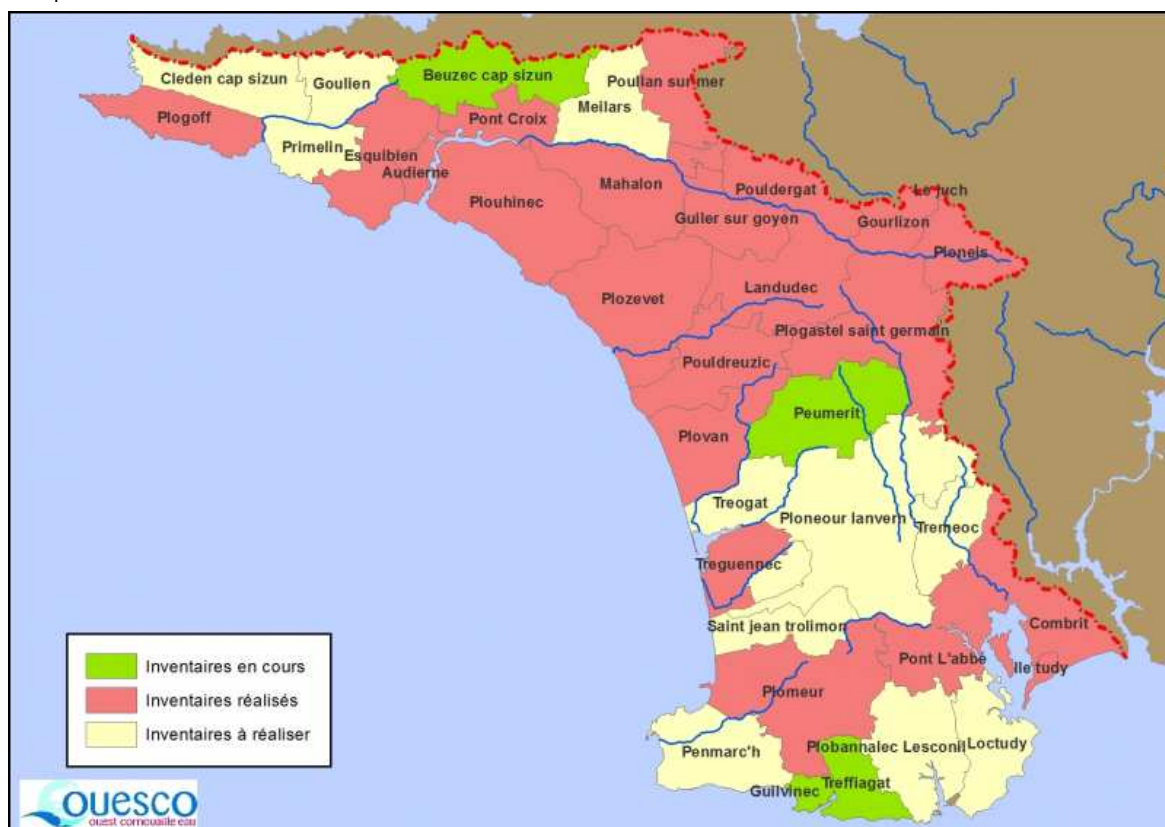 Cleden cap sizun
Goulien
Beuzec cap sizun
Poullan sur mer
Meilars
Plogoff
Pont Croix
Primelin
Esquibien
Audierne
Mahalon
Pouldergat
Le juch
Plouhinec
Guiler sur goyen
Gourlizon
Ploneis
Landudec
Plozevet
Plogastel saint germain
Pouldreuzic
Peumerit
Plovan
Treogat
Ploneour lanvern
Tremeoc
Treguennec
Saint jean trolimon
Combrit
Pont L'abbé
Ile tudy
Plomeur
Penmarc'h
Plobannalec Lesconil
Loctudy
Guilvinec
Treffiagat
Inventaires en cours
Inventaires réalisés
Inventaires à réaliser
ouesco
ouest cornouaille eau